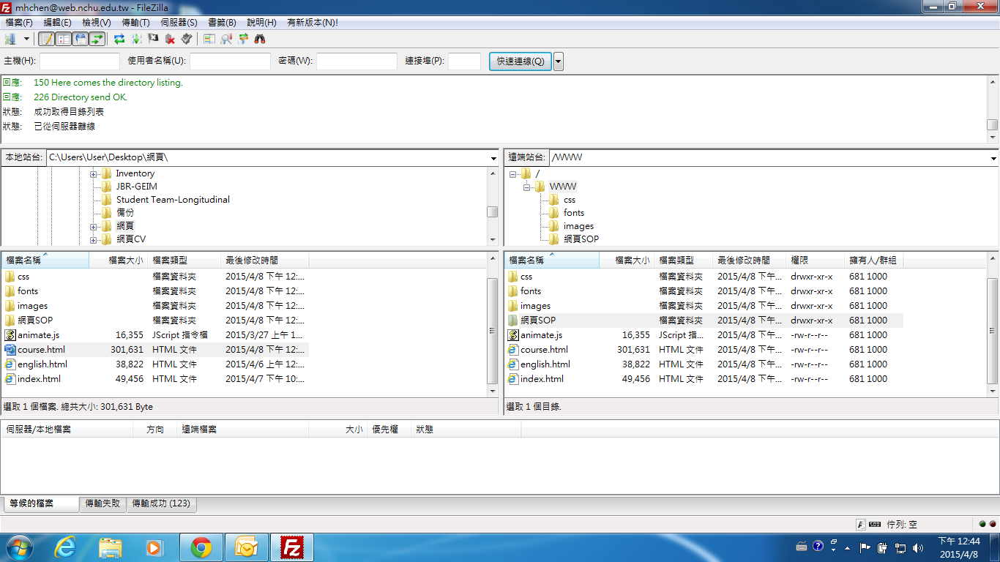 mhchen@web.nchu.edu.tw - FileZilla
檔案(F) 編輯(E) 檢視(V) 傳輸(T) 伺服器(S) 書籤(B) 說明(H) 有新版本(N)!
主機(H): 使用者名稱(U): 密碼(W): 連接埠(P): 快速連線(Q)
回應: 150 Here comes the directory listing.
回應: 226 Directory send OK.
狀態: 成功取得目錄列表
狀態: 已從伺服器離線
本地站台: C:\Users\User\Desktop\網頁\
Inventory
JBR-GEIM
Student Team-Longitudinal
備份
網頁
網頁CV
遠端站台: /WWW
/
WWW
css
fonts
images
網頁SOP
檔案名稱 檔案大小 檔案類型 最後修改時間
css 檔案資料夾 2015/4/8 下午 12:...
fonts 檔案資料夾 2015/4/8 下午 12:...
images 檔案資料夾 2015/4/8 下午 12:...
網頁SOP 檔案資料夾 2015/4/8 下午 12:...
animate.js 16,355 JScript 指令檔 2015/3/27 上午 1...
course.html 301,631 HTML 文件 2015/4/8 下午 12:...
english.html 38,822 HTML 文件 2015/4/6 上午 12:...
index.html 49,456 HTML 文件 2015/4/7 下午 10:...
選取 1 個檔案. 總共大小: 301,631 Byte
檔案名稱 檔案大小 檔案類型 最後修改時間 權限 擁有人/群組
css 檔案資料夾 2015/4/8 下午... drwxr-xr-x 681 1000
fonts 檔案資料夾 2015/4/8 下午... drwxr-xr-x 681 1000
images 檔案資料夾 2015/4/8 下午... drwxr-xr-x 681 1000
網頁SOP 檔案資料夾 2015/4/8 下午... drwxr-xr-x 681 1000
animate.js 16,355 JScript 指... 2015/4/8 下午... -rw-r--r-- 681 1000
course.html 301,631 HTML 文件 2015/4/8 下午... -rw-r--r-- 681 1000
english.html 38,822 HTML 文件 2015/4/8 下午... -rw-r--r-- 681 1000
index.html 49,456 HTML 文件 2015/4/8 下午... -rw-r--r-- 681 1000
選取 1 個目錄.
伺服器/本地檔案 方向 遠端檔案 大小 優先權 狀態
等候的檔案 傳輸失敗 傳輸成功 (123)
佇列: 空
下午 12:44
2015/4/8